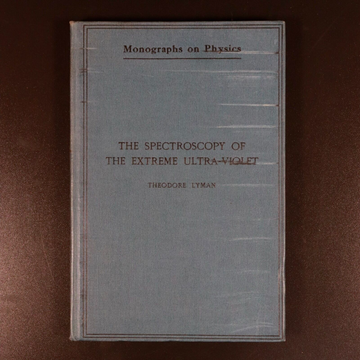 Monographs on Physics
THE SPECTROSCOPY OF
THE EXTREME ULTRA-VIOLET
THEODORE LYMAN